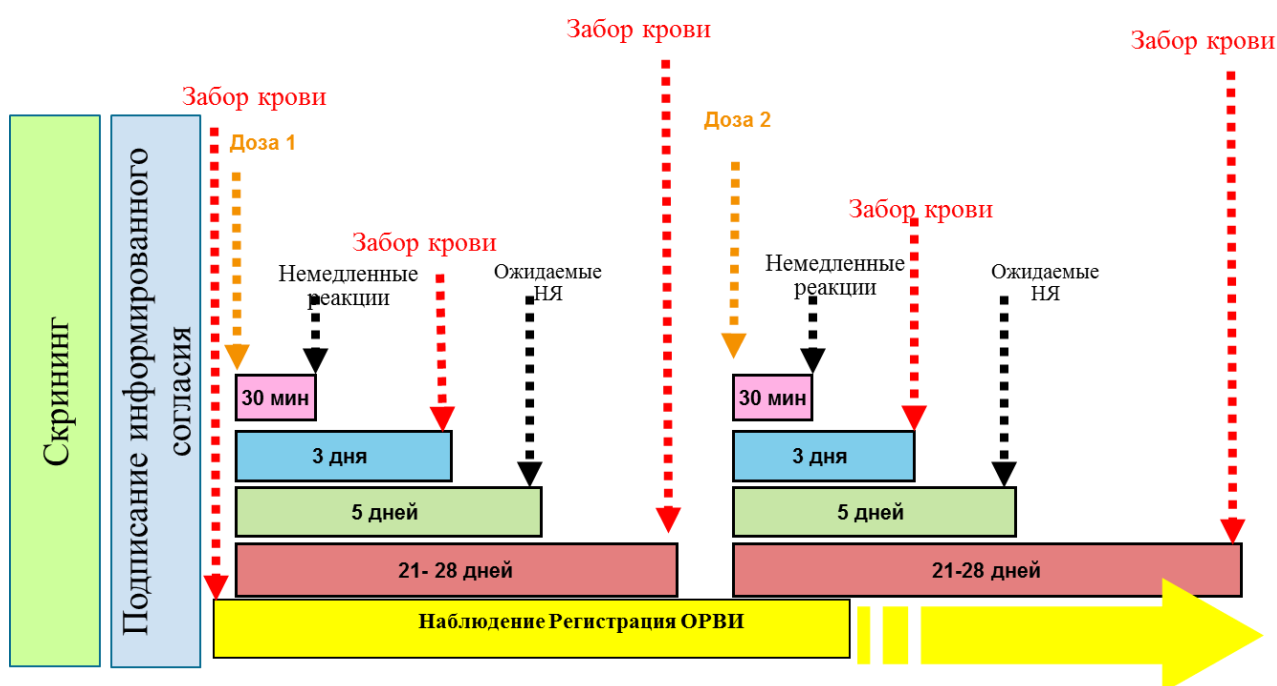 Забор крови
Забор крови
Забор крови
Доза 1
Доза 2
Забор крови
Забор крови
Немедленные
реакции
Ожидаемые
НЯ
Немедленные
реакции
Ожидаемые
НЯ
Скрининг
Подписание информированного
согласия
30 мин
30 мин
3 дня
3 дня
5 дней
5 дней
21- 28 дней
21-28 дней
Наблюдение Регистрация ОРВИ